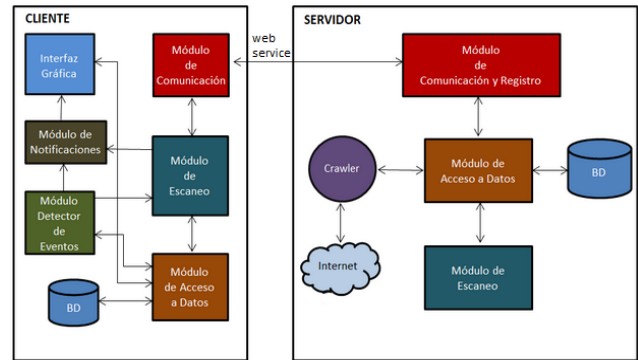 CLIENTE
Interfaz
Gráfica
Módulo
de
Comunicación
Módulo de
Notificaciones
Módulo
de
Escaneo
Módulo
Detector
de
Eventos
Módulo
de Acceso
a Datos
BD
web
service
SERVIDOR
Módulo
de
Comunicación y Registro
Crawler
Módulo de
Acceso a Datos
BD
Internet
Módulo de
Escaneo